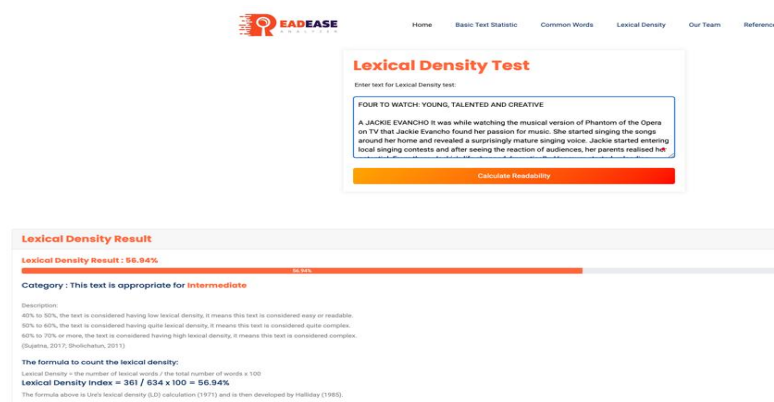 READEASE
ANALYZER
Home Basic Text Statistic Common Words Lexical Density Our Team Reference
Lexical Density Test
Enter text for Lexical Density test:
FOUR TO WATCH: YOUNG, TALENTED AND CREATIVE
A JACKIE EVANCHO It was while watching the musical version of Phantom of the Opera
on TV that Jackie Evancho found her passion for music. She started singing the songs
around her home and revealed a surprisingly mature singing voice. Jackie started entering
local singing contests and after seeing the reaction of audiences, her parents realised her
Calculate Readability
Lexical Density Result
Lexical Density Result : 56.94%
56.94%
Category : This text is appropriate for Intermediate
Description:
40% to 50%, the text is considered having low lexical density, it means this text is considered easy or readable.
50% to 60%, the text is considered having quite lexical density, it means this text is considered quite complex.
60% to 70% or more, the text is considered having high lexical density, it means this text is considered complex.
(Sujatna, 2017; Sholichatun, 2011)
The formula to count the lexical density:
Lexical Density = the number of lexical words / the total number of words x 100
Lexical Density Index = 361 / 634 x 100 = 56.94%
The formula above is Ure's lexical density (LD) calculation (1971) and is then developed by Halliday (1985).